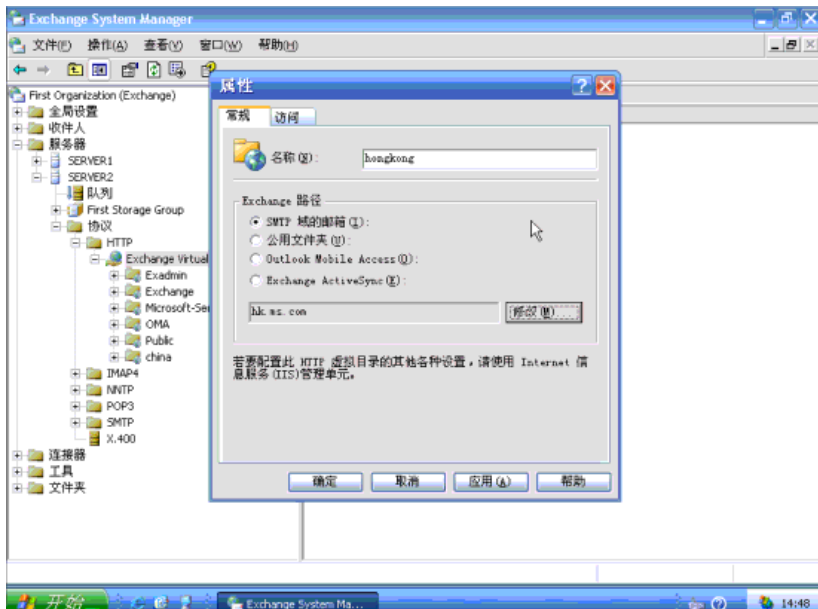 Exchange System Manager
文件(F) 操作(A) 查看(V) 窗口(W) 帮助(H)
First Organization (Exchange)
全局设置
收件人
服务器
SERVER1
SERVER2
队列
First Storage Group
协议
HTTP
Exchange Virtual
Exadmin
Exchange
Microsoft-Ser
OMA
Public
china
IMAP4
NNTP
POP3
SMTP
X.400
连接器
工具
文件夹
属性
常规 访问
名称(N): hongkong
Exchange 路径
SMTP 域的邮箱(I):
公用文件夹(U):
Outlook Mobile Access(O):
Exchange ActiveSync(E):
hk.ms.com 修改(M)...
若要配置此 HTTP 虚拟目录的其他各种设置，请使用 Internet 信
息服务(IIS)管理单元。
确定 取消 应用(A) 帮助
开始 Exchange System Ma... 14:48